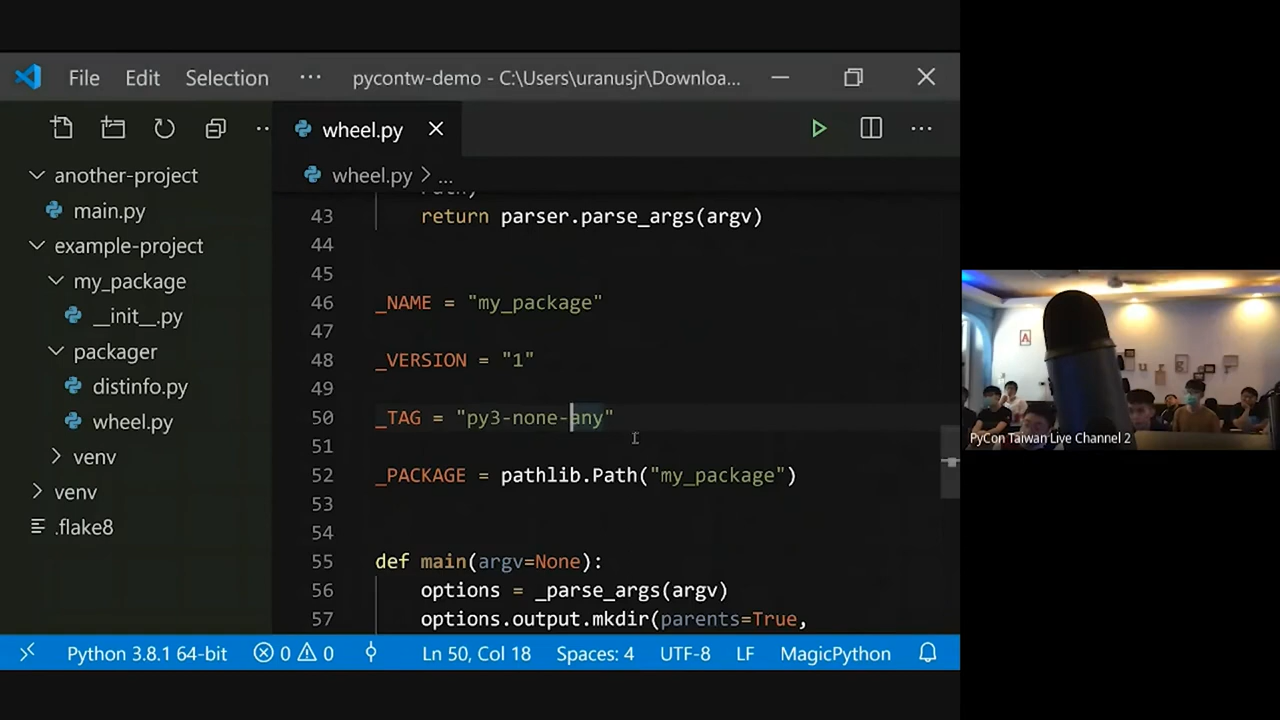 File Edit Selection ··· pycontw-demo - C:\Users\uranusjr\Downloa...
wheel.py
another-project
main.py
example-project
my_package
__init__.py
packager
distinfo.py
wheel.py
venv
venv
.flake8
wheel.py > ...
43 return parser.parse_args(argv)
44
45
46 _NAME = "my_package"
47
48 _VERSION = "1"
49
50 _TAG = "py3-none-any"
51
52 _PACKAGE = pathlib.Path("my_package")
53
54
55 def main(argv=None):
56 options = _parse_args(argv)
57 options.output.mkdir(parents=True,
Python 3.8.1 64-bit 0 0 Ln 50, Col 18 Spaces: 4 UTF-8 LF MagicPython
PyCon Taiwan Live Channel 2